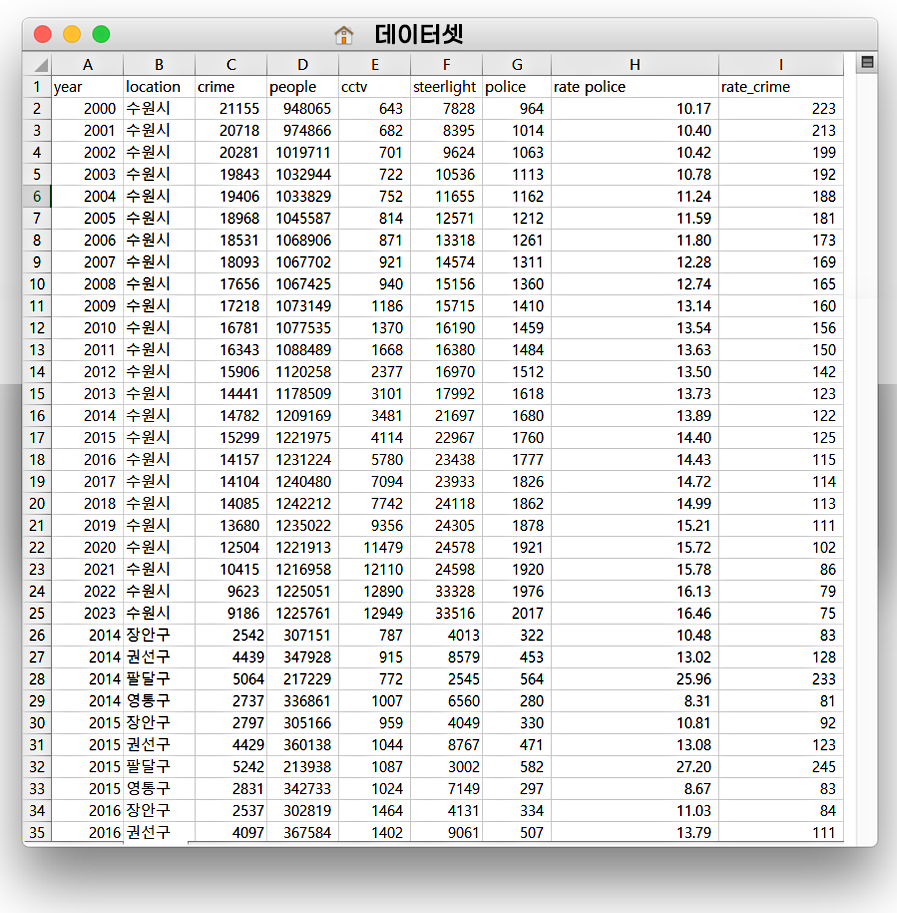 데이터셋
A B C D E F G H I
1 year location crime people cctv steerlight police rate police rate_crime
2 2000 수원시 21155 948065 643 7828 964 10.17 223
3 2001 수원시 20718 974866 682 8395 1014 10.40 213
4 2002 수원시 20281 1019711 701 9624 1063 10.42 199
5 2003 수원시 19843 1032944 722 10536 1113 10.78 192
6 2004 수원시 19406 1033829 752 11655 1162 11.24 188
7 2005 수원시 18968 1045587 814 12571 1212 11.59 181
8 2006 수원시 18531 1068906 871 13318 1261 11.80 173
9 2007 수원시 18093 1067702 921 14574 1311 12.28 169
10 2008 수원시 17656 1067425 940 15156 1360 12.74 165
11 2009 수원시 17218 1073149 1186 15715 1410 13.14 160
12 2010 수원시 16781 1077535 1370 16190 1459 13.54 156
13 2011 수원시 16343 1088489 1668 16380 1484 13.63 150
14 2012 수원시 15906 1120258 2377 16970 1512 13.50 142
15 2013 수원시 14441 1178509 3101 17992 1618 13.73 123
16 2014 수원시 14782 1209169 3481 21697 1680 13.89 122
17 2015 수원시 15299 1221975 4114 22967 1760 14.40 125
18 2016 수원시 14157 1231224 5780 23438 1777 14.43 115
19 2017 수원시 14104 1240480 7094 23933 1826 14.72 114
20 2018 수원시 14085 1242212 7742 24118 1862 14.99 113
21 2019 수원시 13680 1235022 9356 24305 1878 15.21 111
22 2020 수원시 12504 1221913 11479 24578 1921 15.72 102
23 2021 수원시 10415 1216958 12110 24598 1920 15.78 86
24 2022 수원시 9623 1225051 12890 33328 1976 16.13 79
25 2023 수원시 9186 1225761 12949 33516 2017 16.46 75
26 2014 장안구 2542 307151 787 4013 322 10.48 83
27 2014 권선구 4439 347928 915 8579 453 13.02 128
28 2014 팔달구 5064 217229 772 2545 564 25.96 233
29 2014 영통구 2737 336861 1007 6560 280 8.31 81
30 2015 장안구 2797 305166 959 4049 330 10.81 92
31 2015 권선구 4429 360138 1044 8767 471 13.08 123
32 2015 팔달구 5242 213938 1087 3002 582 27.20 245
33 2015 영통구 2831 342733 1024 7149 297 8.67 83
34 2016 장안구 2537 302819 1464 4131 334 11.03 84
35 2016 권선구 4097 367584 1402 9061 507 13.79 111